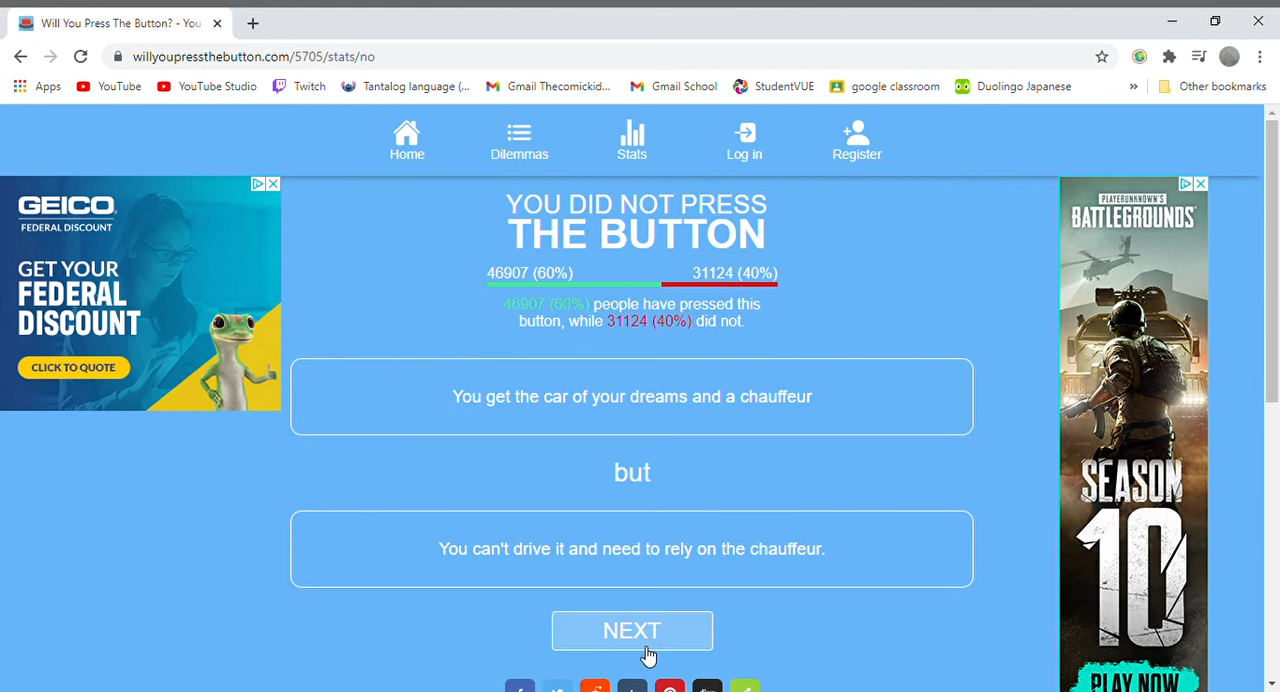 Will You Press The Button? - You
willyoupressthebutton.com/5705/stats/no
Apps
YouTube
YouTube Studio
Twitch
Tantalog language (...
Gmail Thecomickid...
Gmail School
StudentVUE
google classroom
Duolingo Japanese
»
Other bookmarks
Home
Dilemmas
Stats
Log in
Register
GEICO
FEDERAL DISCOUNT
GET YOUR
FEDERAL
DISCOUNT
CLICK TO QUOTE
YOU DID NOT PRESS
THE BUTTON
46907 (60%)
31124 (40%)
46907 (60%) people have pressed this
button, while 31124 (40%) did not.
You get the car of your dreams and a chauffeur
but
You can't drive it and need to rely on the chauffeur.
NEXT
PLAYERUNKNOWN'S
BATTLEGROUNDS
SEASON
10
PLAY NOW